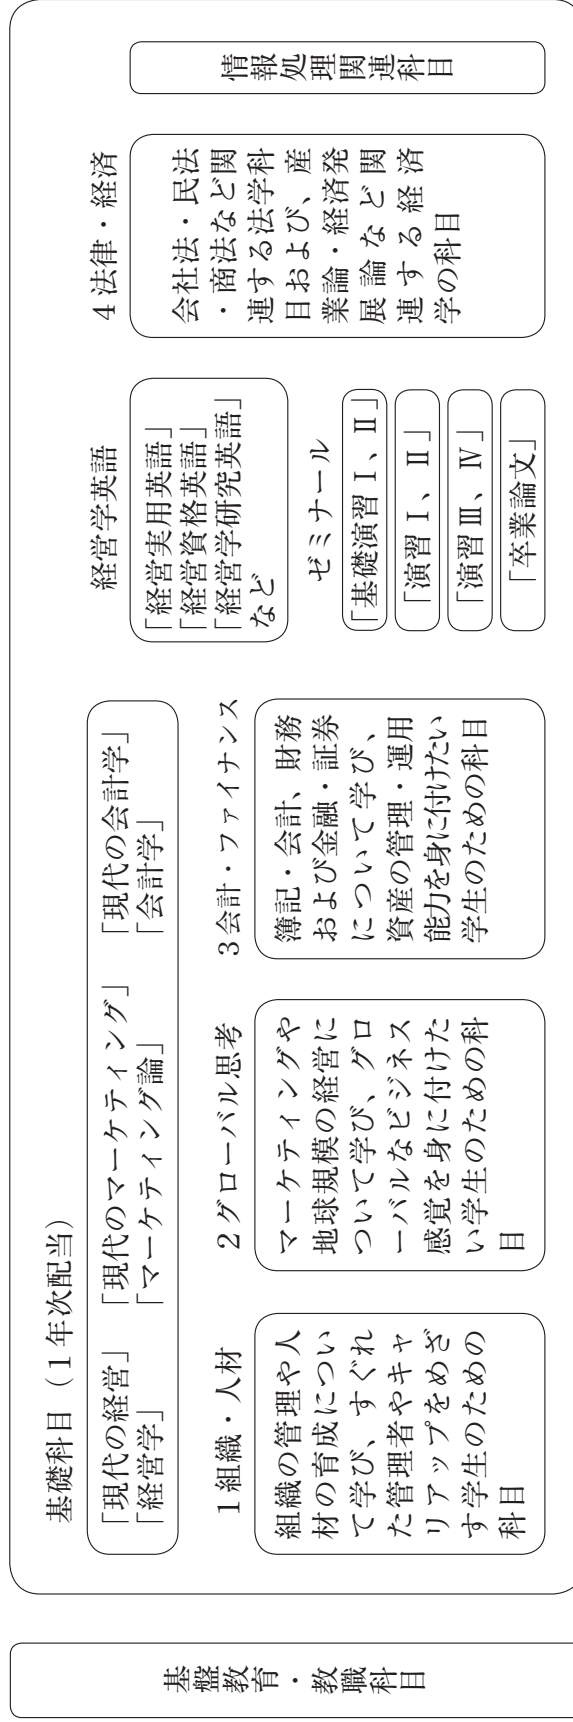 基盤教育・教職科目
基礎科目（1年次配当）
「現代の経営」　「現代のマーケティング」　「現代の会計学」
「経営学」　「マーケティング論」　「会計学」
1組織・人材
組織の管理や人
材の育成につい
て学び、すぐれ
た管理者やキャ
リアップをめざ
す学生のための
科目
2グローバル思考
マーケティングや
地球規模の経営に
ついて学び、グロ
ーバルなビジネス
感覚を身に付けた
い学生のための科
目
3会計・ファイナンス
簿記・会計、財務
および金融・証券
について学び、
資産の管理・運用
能力を身に付けたい
学生のための科目
経営学英語
「経営実用英語」
「経営資格英語」
「経営学研究英語」
など
ゼミナール
「基礎演習Ⅰ、Ⅱ」
「演習Ⅰ、Ⅱ」
「演習Ⅲ、Ⅳ」
「卒業論文」
4法律・経済
会社法・民法
・商法など関
連する法学科
目および、産
業論・経済発
展論など関
連する経済
学の科目
情報処理関連科目